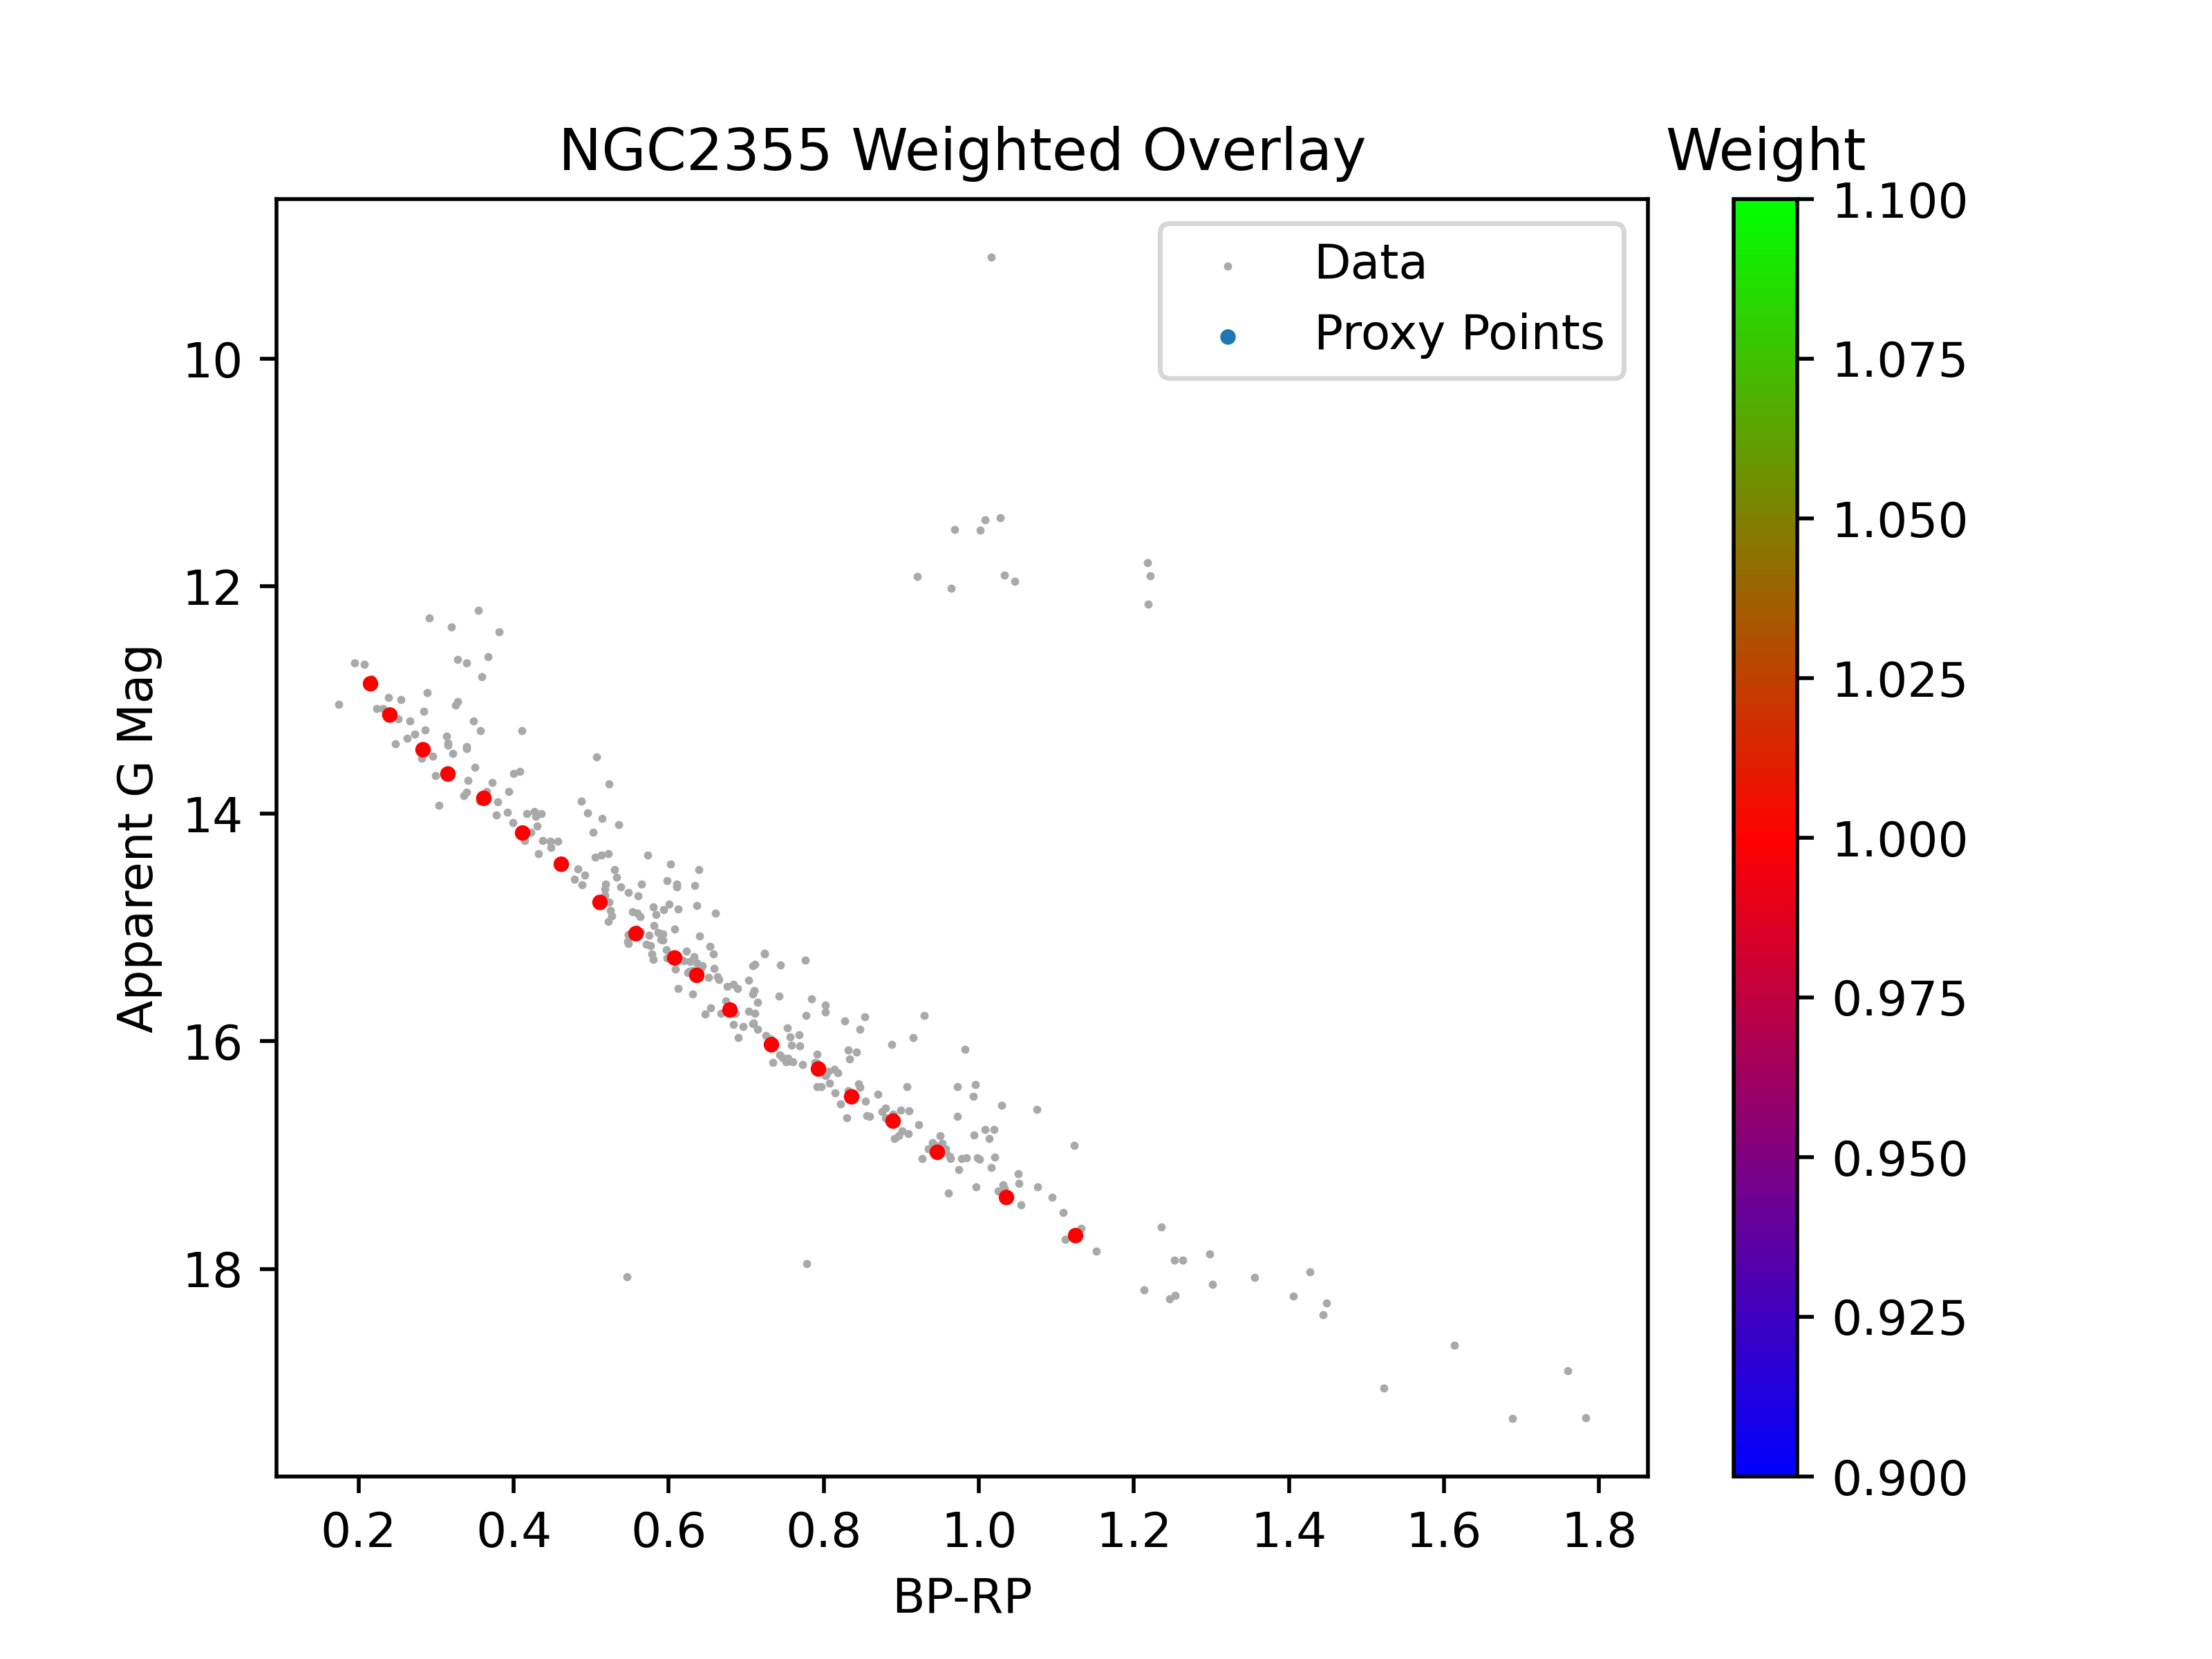 NGC2355 Weighted Overlay
Weight
Data
Proxy Points
Apparent G Mag
10
12
14
16
18
0.2 0.4 0.6 0.8 1.0 1.2 1.4 1.6 1.8
BP-RP
1.100
1.075
1.050
1.025
1.000
0.975
0.950
0.925
0.900